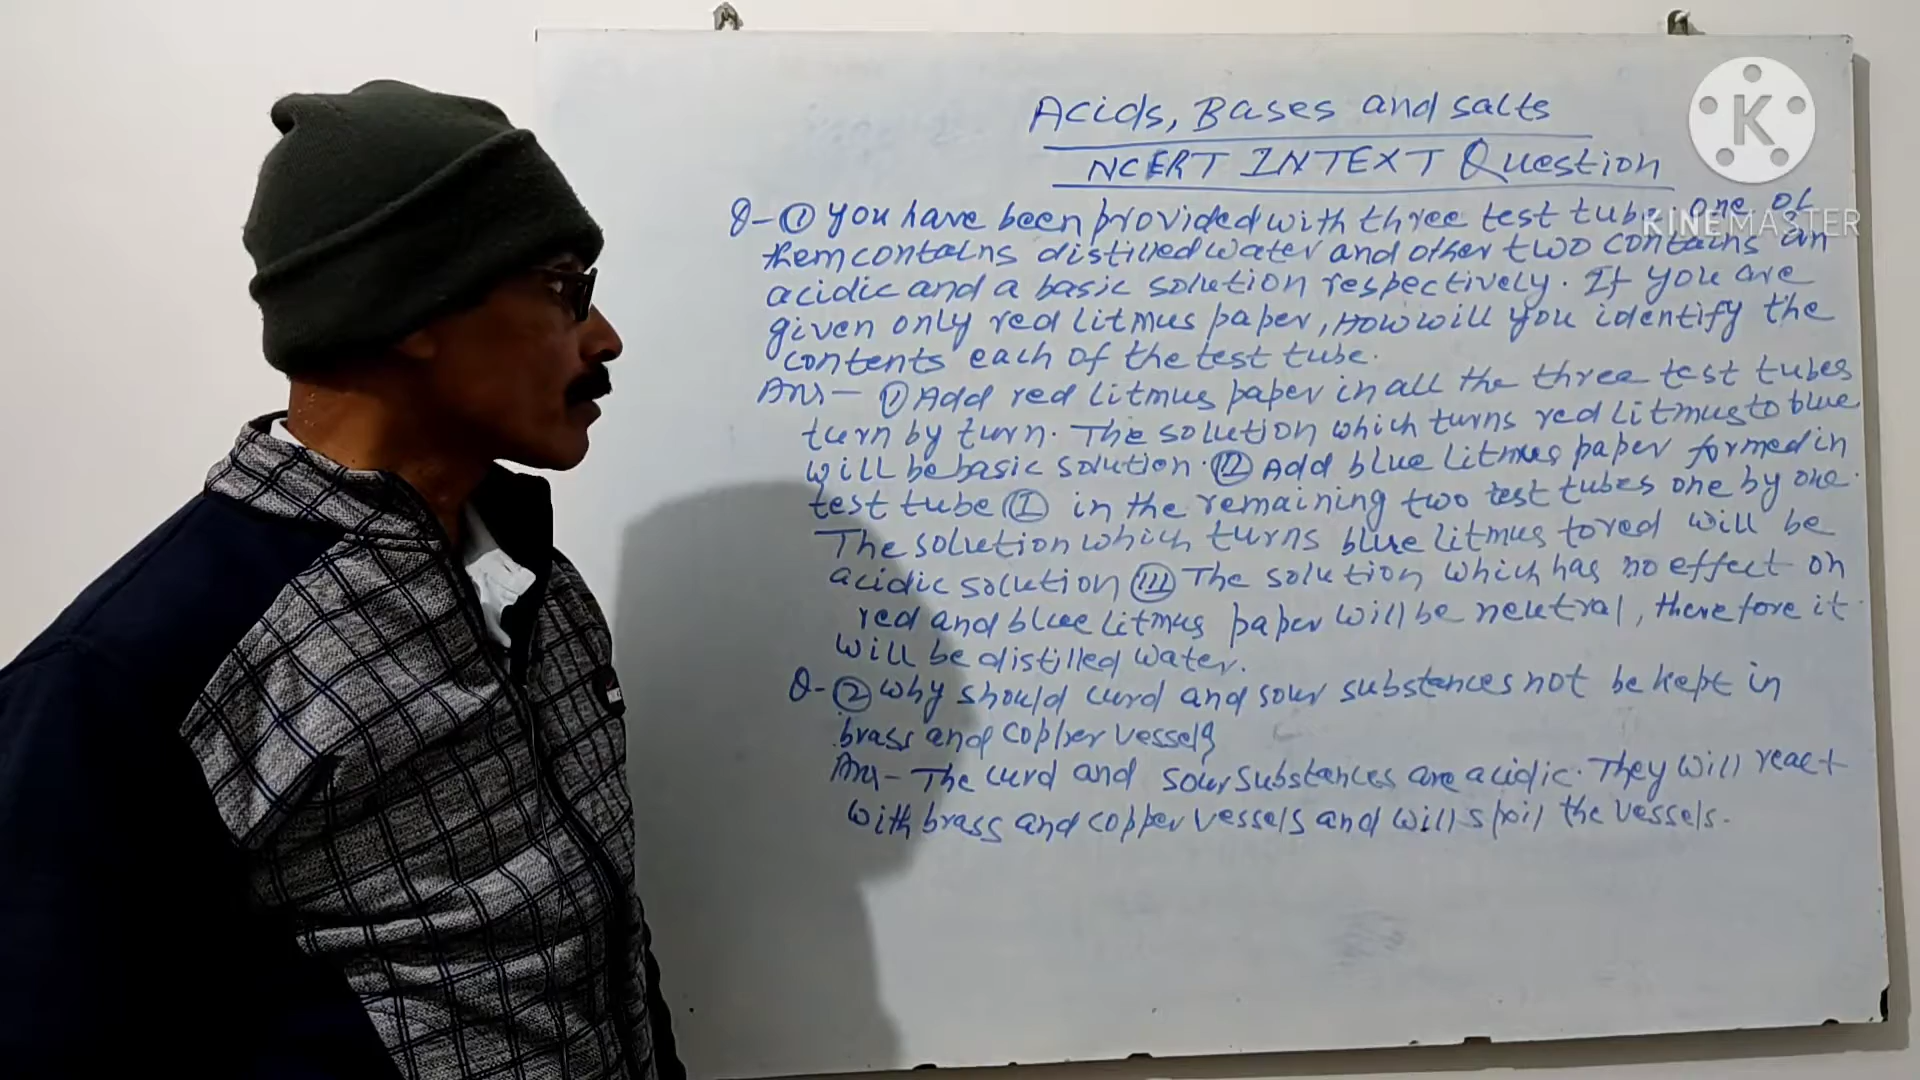 Acids, Bases and salts
NCERT INTEXT Question
K
KINEMASTER
Q- ① You have been provided with three test tube. one of
them contains distilled water and other two contains an
acidic and a basic solution respectively. If you are
given only red litmus paper, How will you identify the
contents each of the test tube.
Ans- ① Add red litmus paper in all the three test tubes
turn by turn. The solution which turns red litmus to blue
will be basic solution. Ⅲ Add blue litmus paper formed in
test tube Ⓘ in the remaining two test tubes one by one.
The solution which turns blue litmus to red will be
acidic solution Ⅲ The solution which has no effect on
red and blue litmus paper will be neutral, therefore it
will be distilled water.
Q- ② why should curd and sour substances not be kept in
brass and copper vessels
Ans- The curd and sour substances are acidic. They will react
with brass and copper vessels and will spoil the vessels.